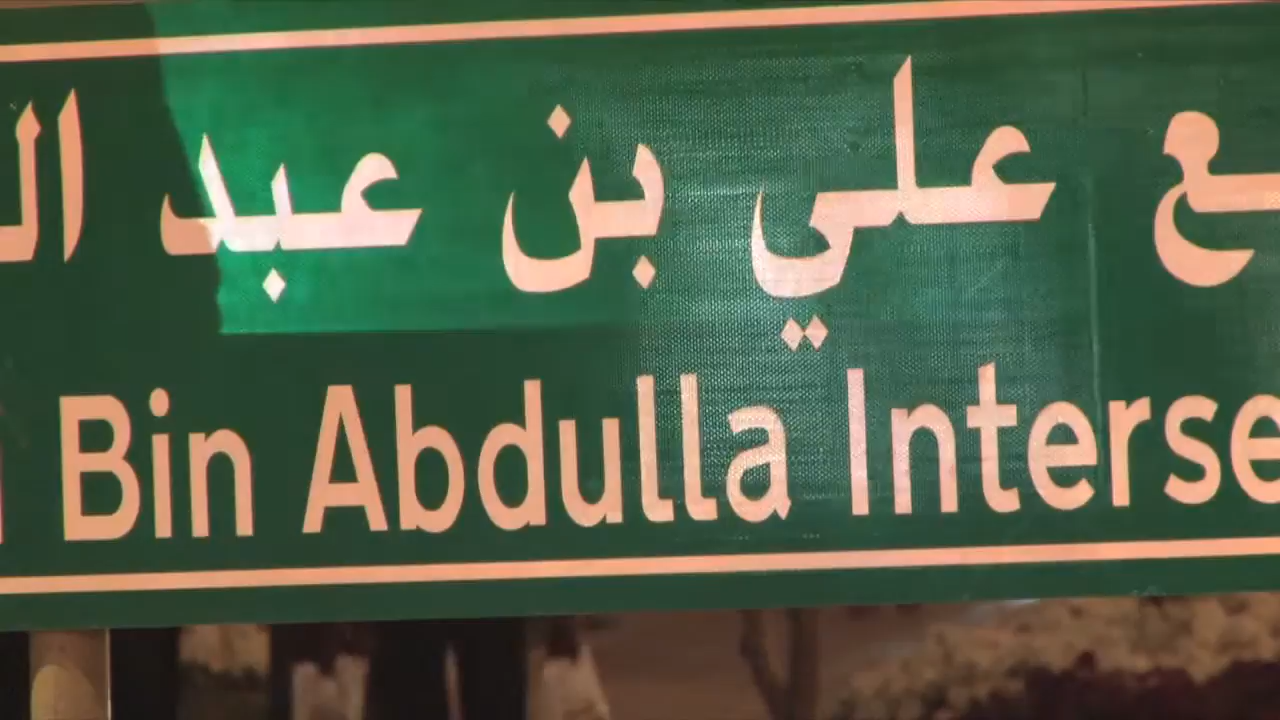 ع علي بن عبد ال
Bin Abdulla Interse